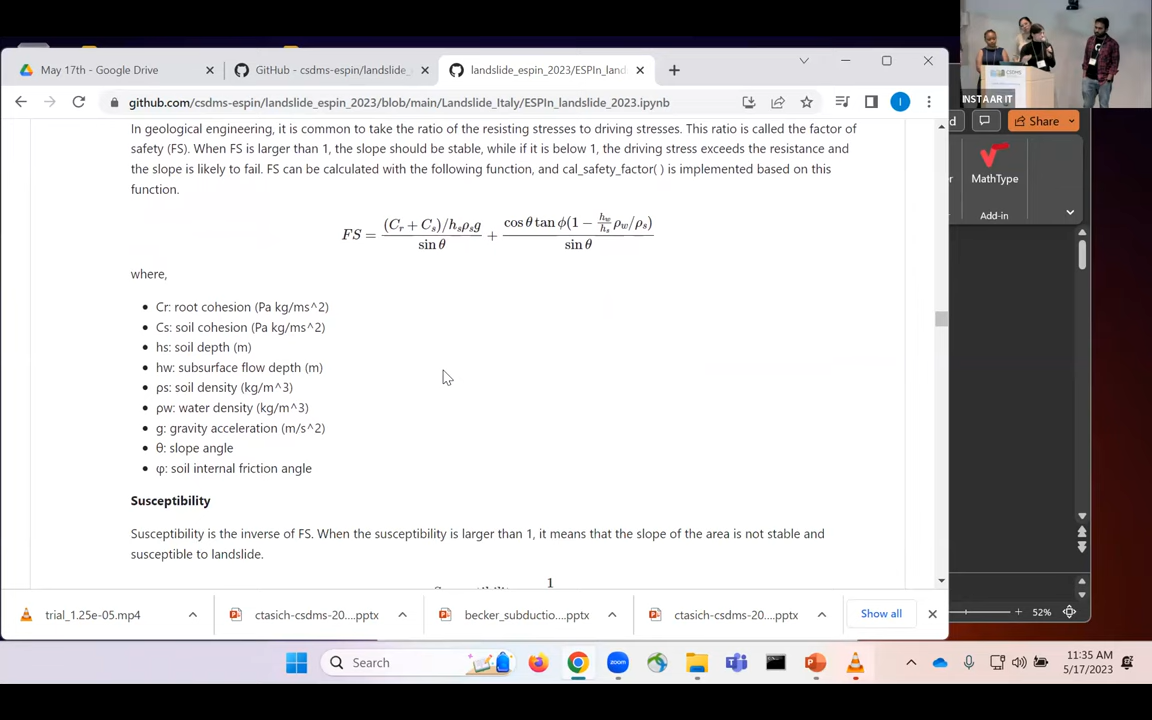 May 17th - Google Drive
GitHub - csdms-espin/landslide_
landslide_espin_2023/ESPIn_land
github.com/csdms-espin/landslide_espin_2023/blob/main/Landslide_Italy/ESPIn_landslide_2023.ipynb
I
INSTAAR IT
CSDMS
d
Share
MathType
Add-in
In geological engineering, it is common to take the ratio of the resisting stresses to driving stresses. This ratio is called the factor of
safety (FS). When FS is larger than 1, the slope should be stable, while if it is below 1, the driving stress exceeds the resistance and
the slope is likely to fail. FS can be calculated with the following function, and cal_safety_factor( ) is implemented based on this
function.
FS = (C_r + C_s)/h_sρ_sg / sin θ + cos θ tan ϕ(1 − h_w/h_s ρ_w/ρ_s) / sin θ
where,
• Cr: root cohesion (Pa kg/ms^2)
• Cs: soil cohesion (Pa kg/ms^2)
• hs: soil depth (m)
• hw: subsurface flow depth (m)
• ρs: soil density (kg/m^3)
• ρw: water density (kg/m^3)
• g: gravity acceleration (m/s^2)
• θ: slope angle
• φ: soil internal friction angle
Susceptibility
Susceptibility is the inverse of FS. When the susceptibility is larger than 1, it means that the slope of the area is not stable and
susceptible to landslide.
1
trial_1.25e-05.mp4
ctasich-csdms-20....pptx
becker_subductio....pptx
ctasich-csdms-20....pptx
Show all
52%
Search
zoom
11:35 AM
5/17/2023